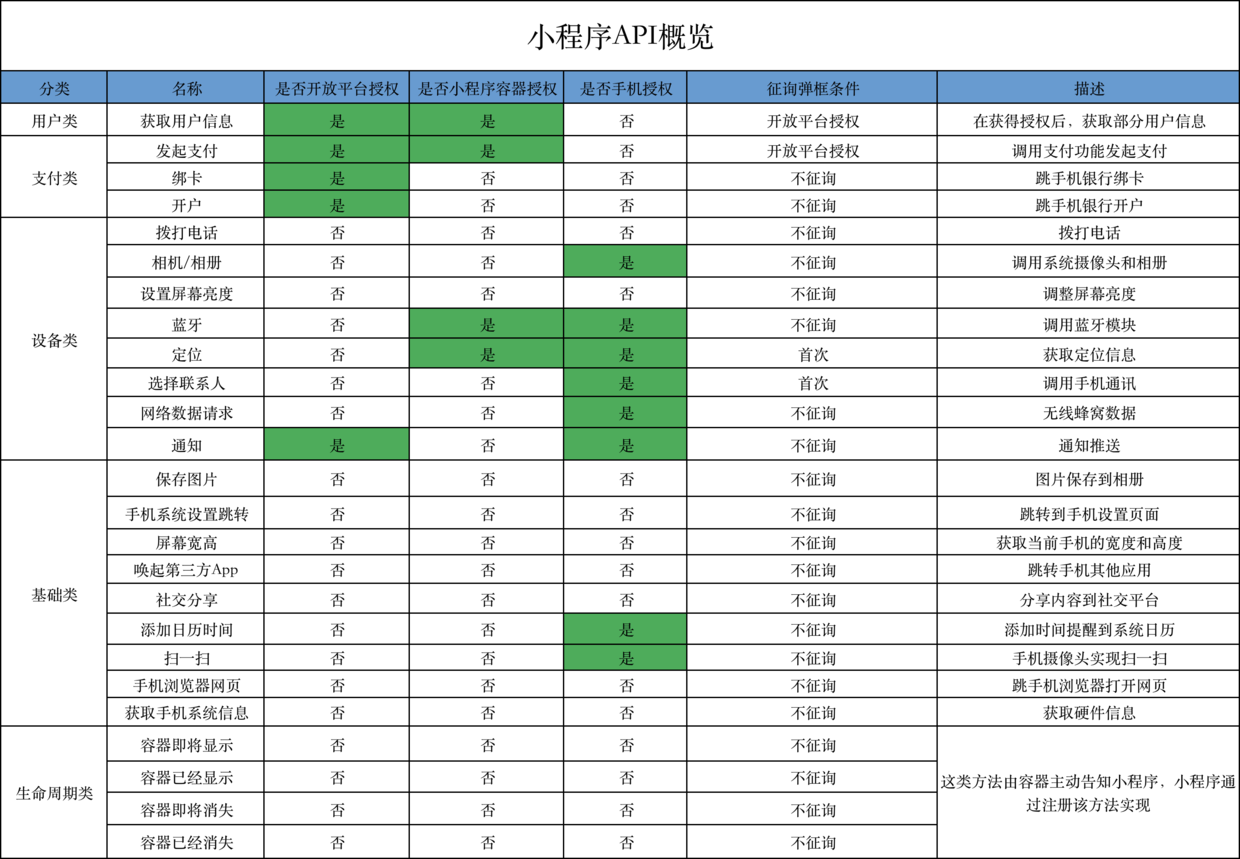 小程序API概览
分类 名称 是否开放平台授权 是否小程序容器授权 是否手机授权 征询弹框条件 描述
用户类 获取用户信息 是 是 否 开放平台授权 在获得授权后，获取部分用户信息
支付类 发起支付 是 是 否 开放平台授权 调用支付功能发起支付
绑卡 是 否 否 不征询 跳手机银行绑卡
开户 是 否 否 不征询 跳手机银行开户
设备类 拨打电话 否 否 否 不征询 拨打电话
相机/相册 否 否 是 不征询 调用系统摄像头和相册
设置屏幕亮度 否 否 否 不征询 调整屏幕亮度
蓝牙 否 是 是 不征询 调用蓝牙模块
定位 否 是 是 首次 获取定位信息
选择联系人 否 否 是 首次 调用手机通讯
网络数据请求 否 否 是 不征询 无线蜂窝数据
通知 是 否 是 不征询 通知推送
基础类 保存图片 否 否 否 不征询 图片保存到相册
手机系统设置跳转 否 否 否 不征询 跳转到手机设置页面
屏幕宽高 否 否 否 不征询 获取当前手机的宽度和高度
唤起第三方App 否 否 否 不征询 跳转手机其他应用
社交分享 否 否 否 不征询 分享内容到社交平台
添加日历时间 否 否 是 不征询 添加时间提醒到系统日历
扫一扫 否 否 是 不征询 手机摄像头实现扫一扫
手机浏览器网页 否 否 否 不征询 跳手机浏览器打开网页
获取手机系统信息 否 否 否 不征询 获取硬件信息
生命周期类 容器即将显示 否 否 否 不征询 这类方法由容器主动告知小程序，小程序通
过注册该方法实现
容器已经显示 否 否 否 不征询
容器即将消失 否 否 否 不征询
容器已经消失 否 否 否 不征询